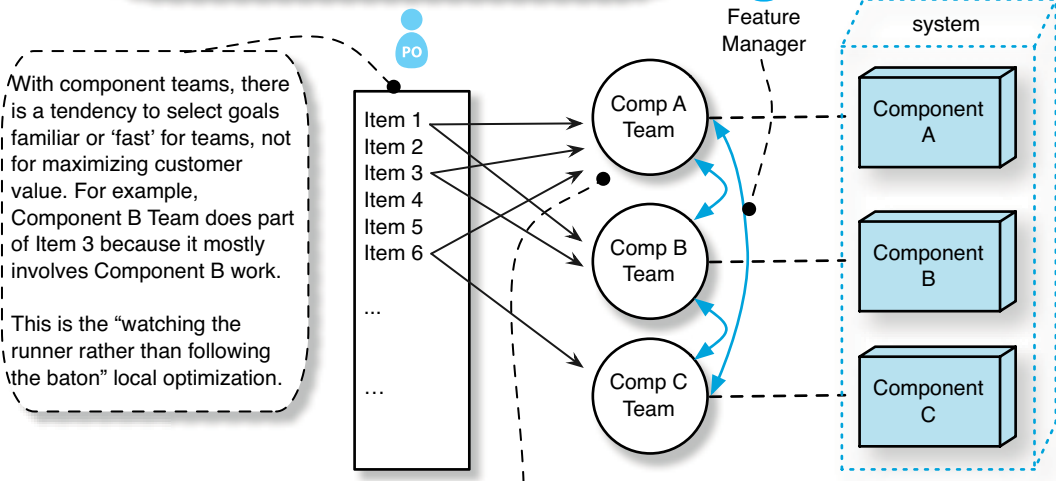 PO
Feature
Manager
system
With component teams, there
is a tendency to select goals
familiar or ‘fast’ for teams, not
for maximizing customer
value. For example,
Component B Team does part
of Item 3 because it mostly
involves Component B work.
This is the “watching the
runner rather than following
the baton” local optimization.
Item 1
Item 2
Item 3
Item 4
Item 5
Item 6
...
...
Comp A
Team
Comp B
Team
Comp C
Team
Component
A
Component
B
Component
C